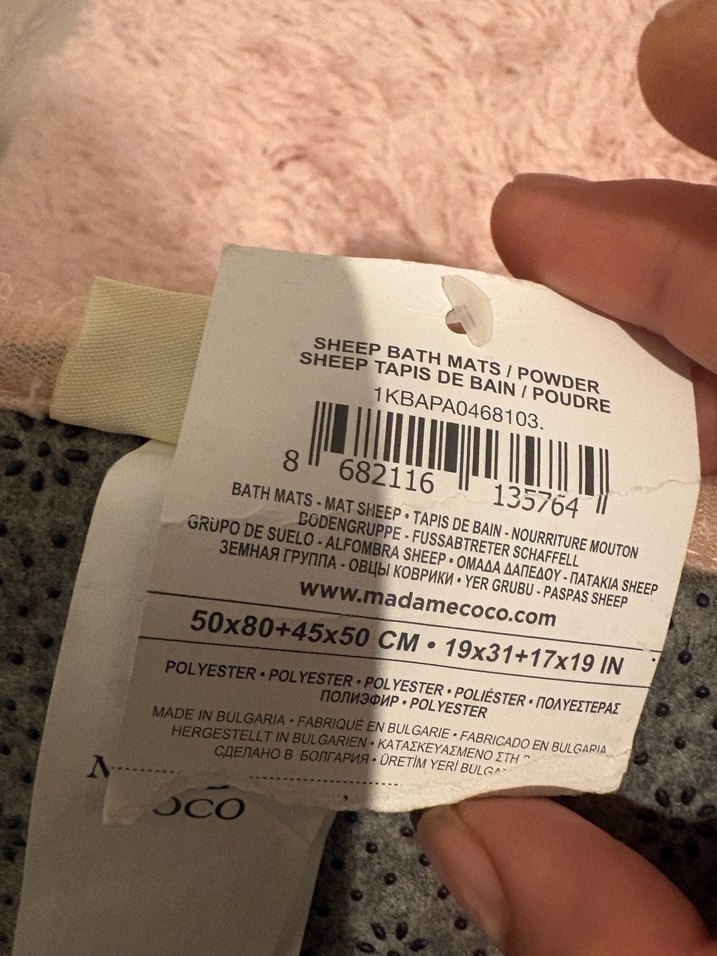 SHEEP BATH MATS / POWDER
SHEEP TAPIS DE BAIN / POUDRE
1KBAPA0468103.
8 682116 135764
BATH MATS - MAT SHEEP • TAPIS DE BAIN - NOURRITURE MOUTON
BODENGRUPPE - FUSSABTRETER SCHAFFELL
GRUPO DE SUELO - ALFOMBRA SHEEP • ΟΜΑΔΑ ΔΑΠΕΔΟΥ - ΠΑΤΑΚΙΑ SHEEP
ЗЕМНАЯ ГРУППА - ОВЦЫ КОВРИКИ • YER GRUBU - PASPAS SHEEP
www.madamecoco.com
50x80+45x50 CM • 19x31+17x19 IN
POLYESTER • POLYESTER • POLYESTER • POLIÉSTER • ΠΟΛΥΕΣΤΕΡΑΣ
ПОЛИЭФИР • POLYESTER
MADE IN BULGARIA • FABRIQUÉ EN BULGARIE • FABRICADO EN BULGARIA
HERGESTELLT IN BULGARIEN • ΚΑΤΑΣΚΕΥΑΣΜΕΝΟ ΣΤΗ
СДЕЛАНО В БОЛГАРИЯ • ÜRETİM YERİ